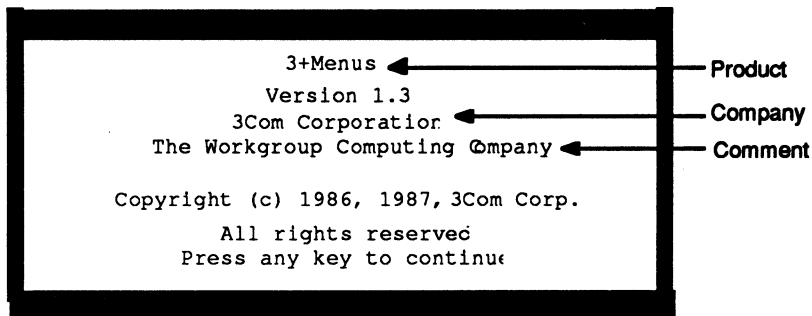 3+Menus
Product
Version 1.3
3Com Corporation
Company
The Workgroup Computing Company
Comment
Copyright (c) 1986, 1987, 3Com Corp.
All rights reserved
Press any key to continue